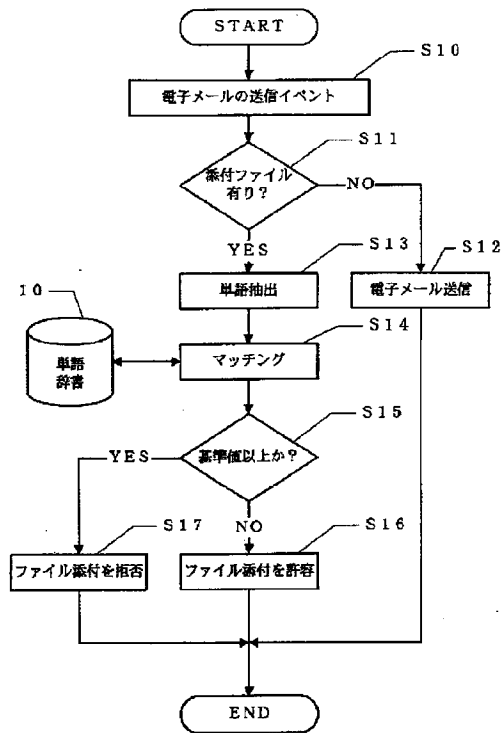 START
S10
電子メールの送信イベント
S11
添付ファイル
有り？
NO
YES
S13
S12
単語抽出
電子メール送信
10
S14
単語
辞書
マッチング
S15
YES
基準値以上か？
S17
NO
S16
ファイル添付を拒否
ファイル添付を許容
END